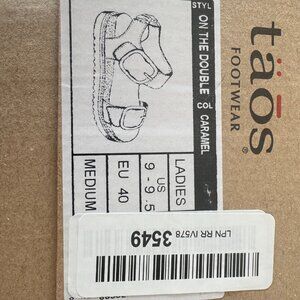 STYL
ON THE DOUBLE
COL CARAMEL
täōs®
FOOTWEAR
LADIES
US
9 - 9 .5
EU 40
MEDIUM
LPN RR IV578
3549